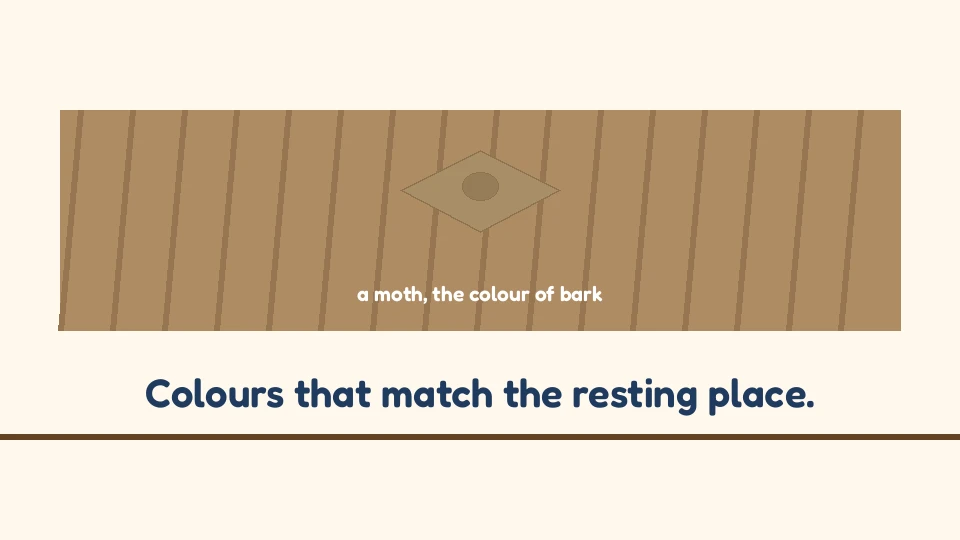 a moth, the colour of bark
Colours that match the resting place.